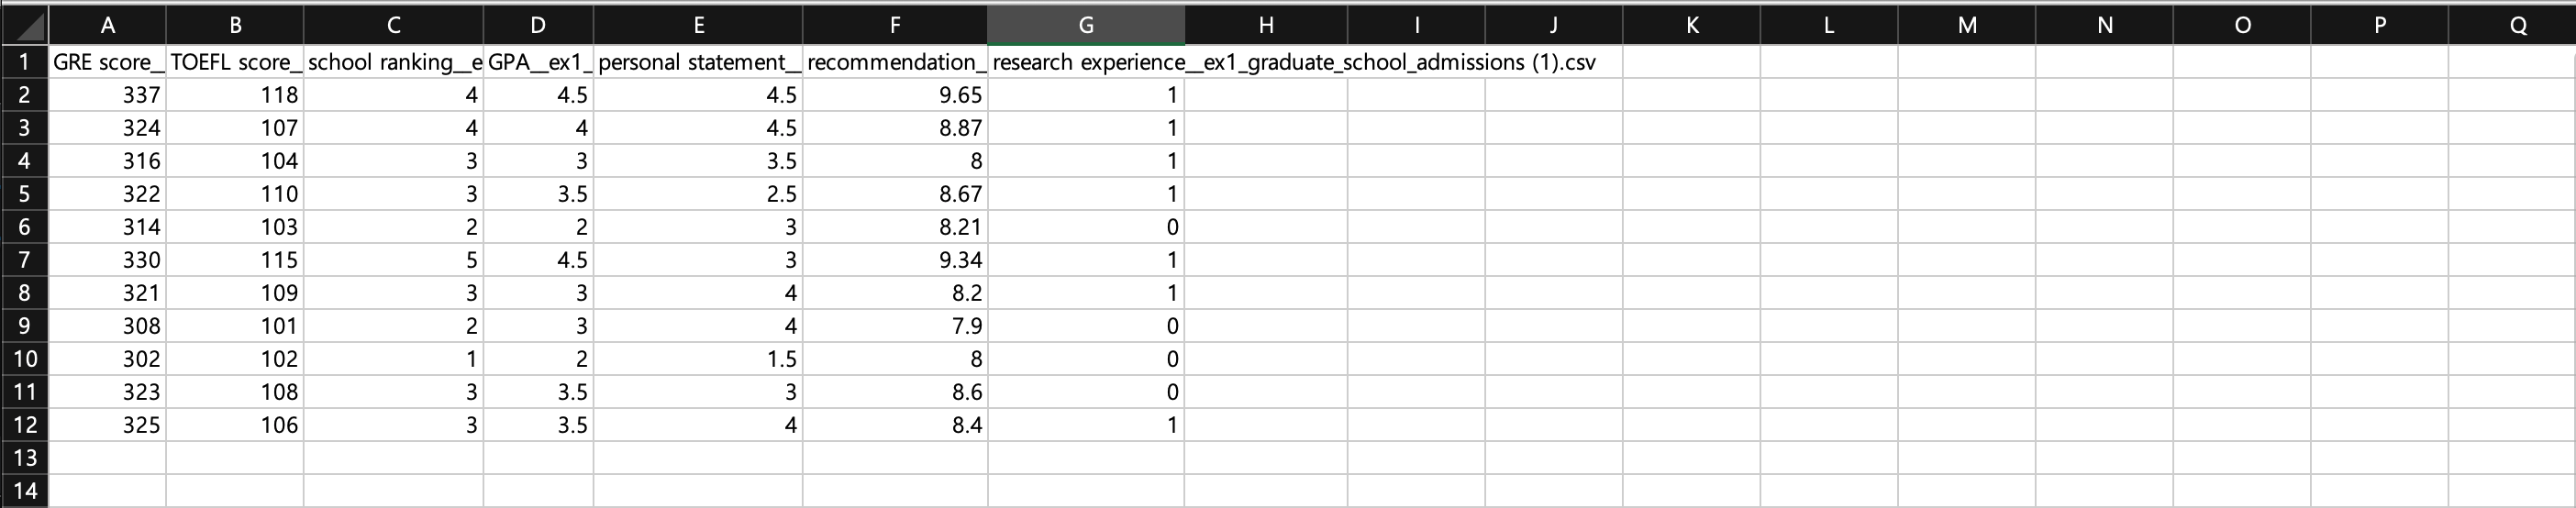 A B C D E F G H I J K L M N O P Q
1 GRE score_ TOEFL score_ school ranking__e GPA__ex1_ personal statement_ recommendation_ research experience__ex1_graduate_school_admissions (1).csv
2 337 118 4 4.5 4.5 9.65 1
3 324 107 4 4 4.5 8.87 1
4 316 104 3 3 3.5 8 1
5 322 110 3 3.5 2.5 8.67 1
6 314 103 2 2 3 8.21 0
7 330 115 5 4.5 3 9.34 1
8 321 109 3 3 4 8.2 1
9 308 101 2 3 4 7.9 0
10 302 102 1 2 1.5 8 0
11 323 108 3 3.5 3 8.6 0
12 325 106 3 3.5 4 8.4 1
13
14